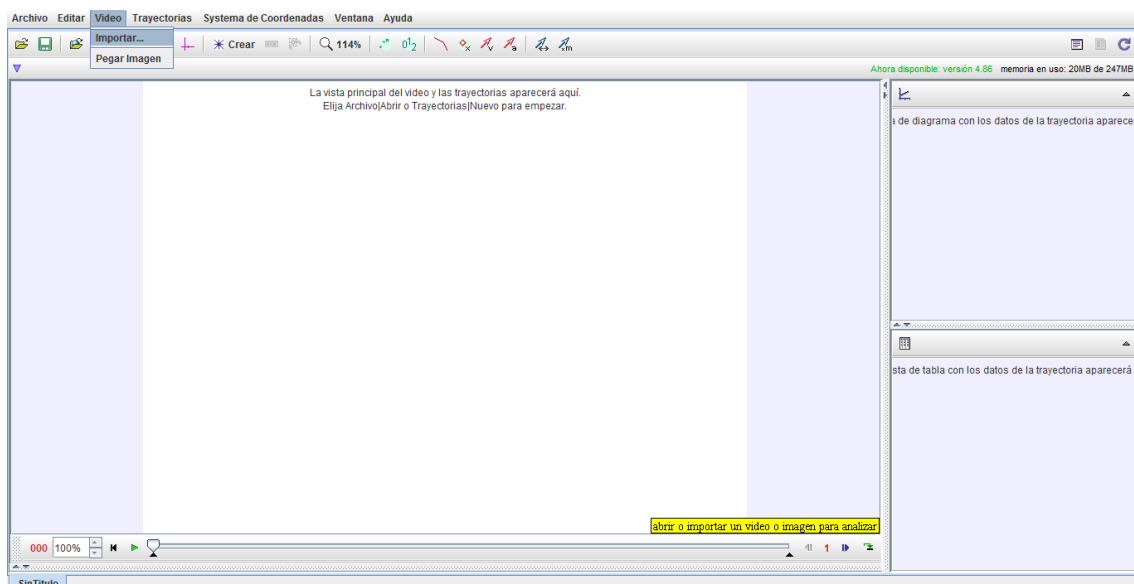 Archivo Editar Video Trayectorias Systema de Coordenadas Ventana Ayuda
Importar...
Pegar Imagen
Crear 114%
Ahora disponible: versión 4.86 memoria en uso: 20MB de 247MB
La vista principal del video y las trayectorias aparecerá aquí.
Elija Archivo|Abrir o Trayectorias|Nuevo para empezar.
de diagrama con los datos de la trayectoria aparece
sta de tabla con los datos de la trayectoria aparecerá
abrir o importar un video o imagen para analizar
000 100% 1
SinTítulo